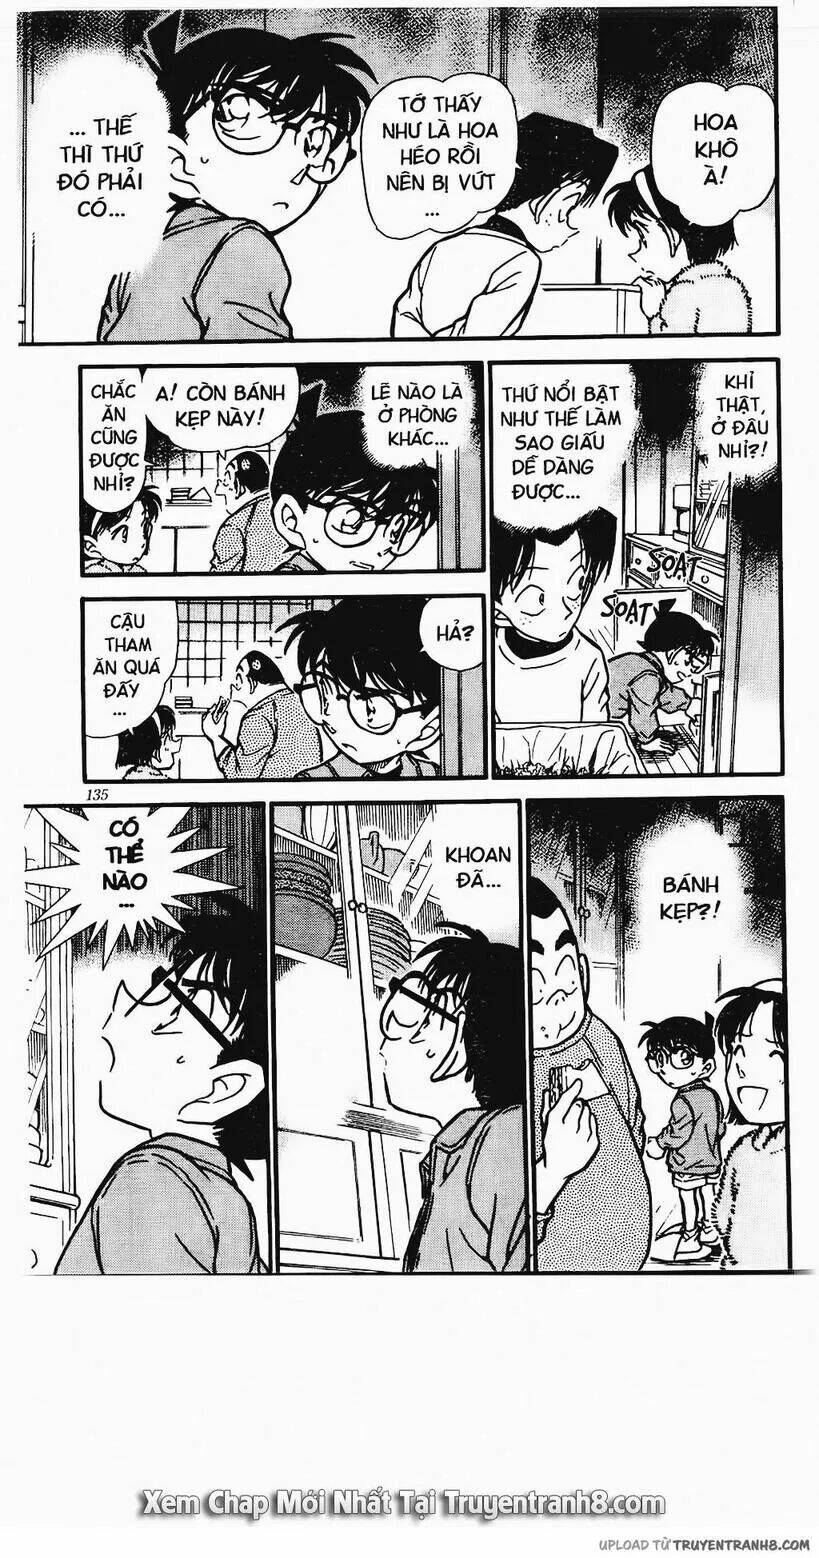 HOA
KHÔ
À!
TỚ THẤY
NHƯ LÀ HOA
HÉO RỒI
NÊN BỊ VỨT
...
... THẾ
THÌ THỨ
ĐÓ PHẢI
CÓ...
KHỈ
THẬT,
Ở ĐÂU
NHỈ?!
THỨ NỔI BẬT
NHƯ THẾ LÀM
SAO GIẤU
DỄ DÀNG
ĐƯỢC...
SOẠT
SOẠT
LẼ NÀO LÀ
Ở PHÒNG
KHÁC...
A! CÒN BÁNH
KẸP NÀY!
CHẮC
ĂN
CŨNG
ĐƯỢC
NHỈ?
HẢ?
CẬU
THAM
ĂN QUÁ
ĐẤY
...
135
BÁNH
KẸP?!
KHOAN
ĐÃ...
CÓ
THỂ
NÀO
...
)
Xem Chap Mới Nhất Tại Truyentranh8.com
UPLOAD TỪ TRUYENTRANH8.COM